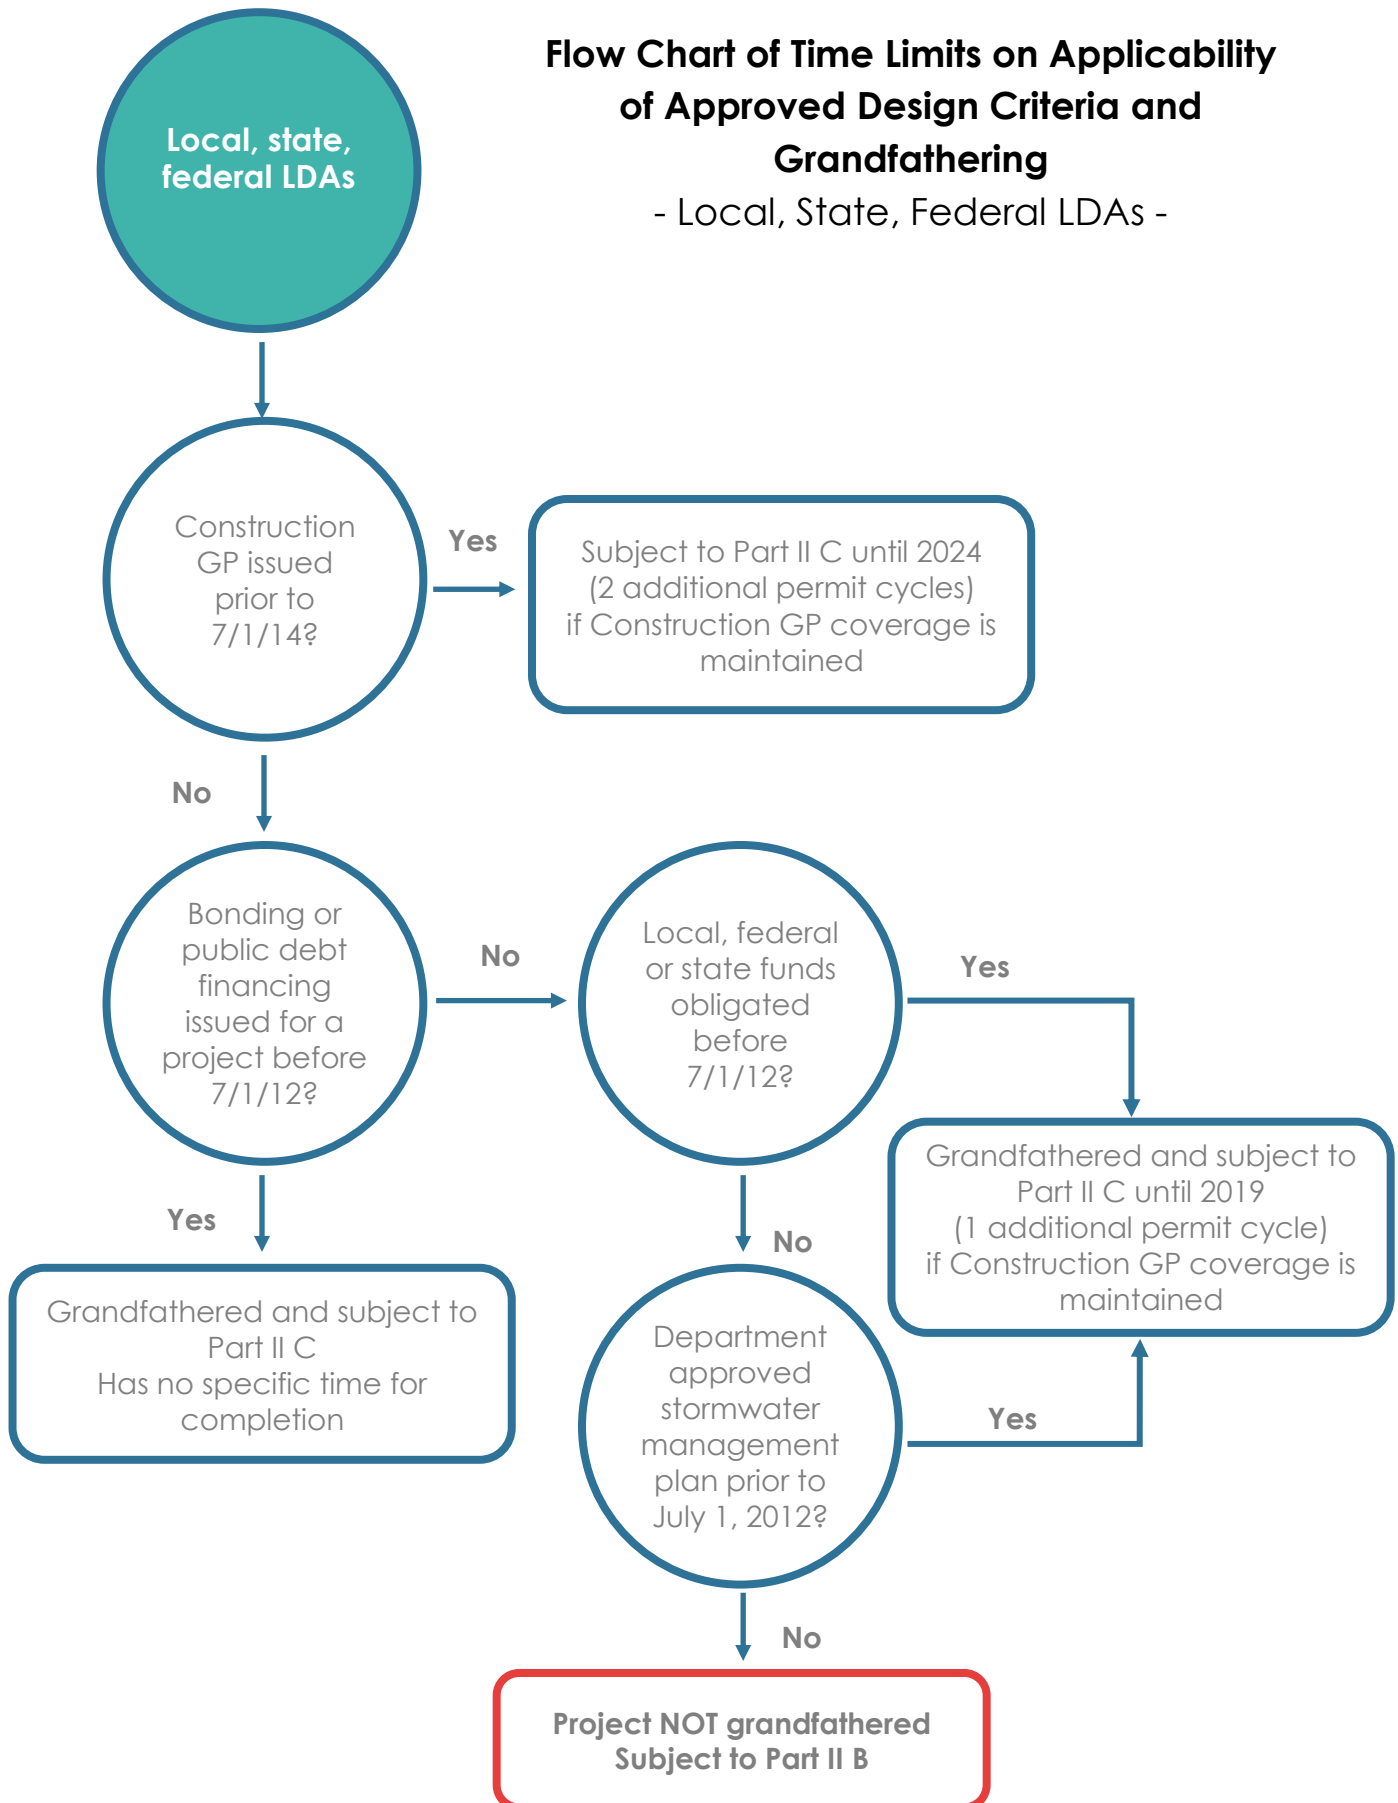 Flow Chart of Time Limits on Applicability
of Approved Design Criteria and
Grandfathering
- Local, State, Federal LDAs -
Local, state,
federal LDAs
Construction
GP issued
prior to
7/1/14?
Yes
Subject to Part II C until 2024
(2 additional permit cycles)
if Construction GP coverage is
maintained
No
Bonding or
public debt
financing
issued for a
project before
7/1/12?
No
Local, federal
or state funds
obligated
before
7/1/12?
Yes
Grandfathered and subject to
Part II C until 2019
(1 additional permit cycle)
if Construction GP coverage is
maintained
Yes
Grandfathered and subject to
Part II C
Has no specific time for
completion
No
Department
approved
stormwater
management
plan prior to
July 1, 2012?
Yes
No
Project NOT grandfathered
Subject to Part II B